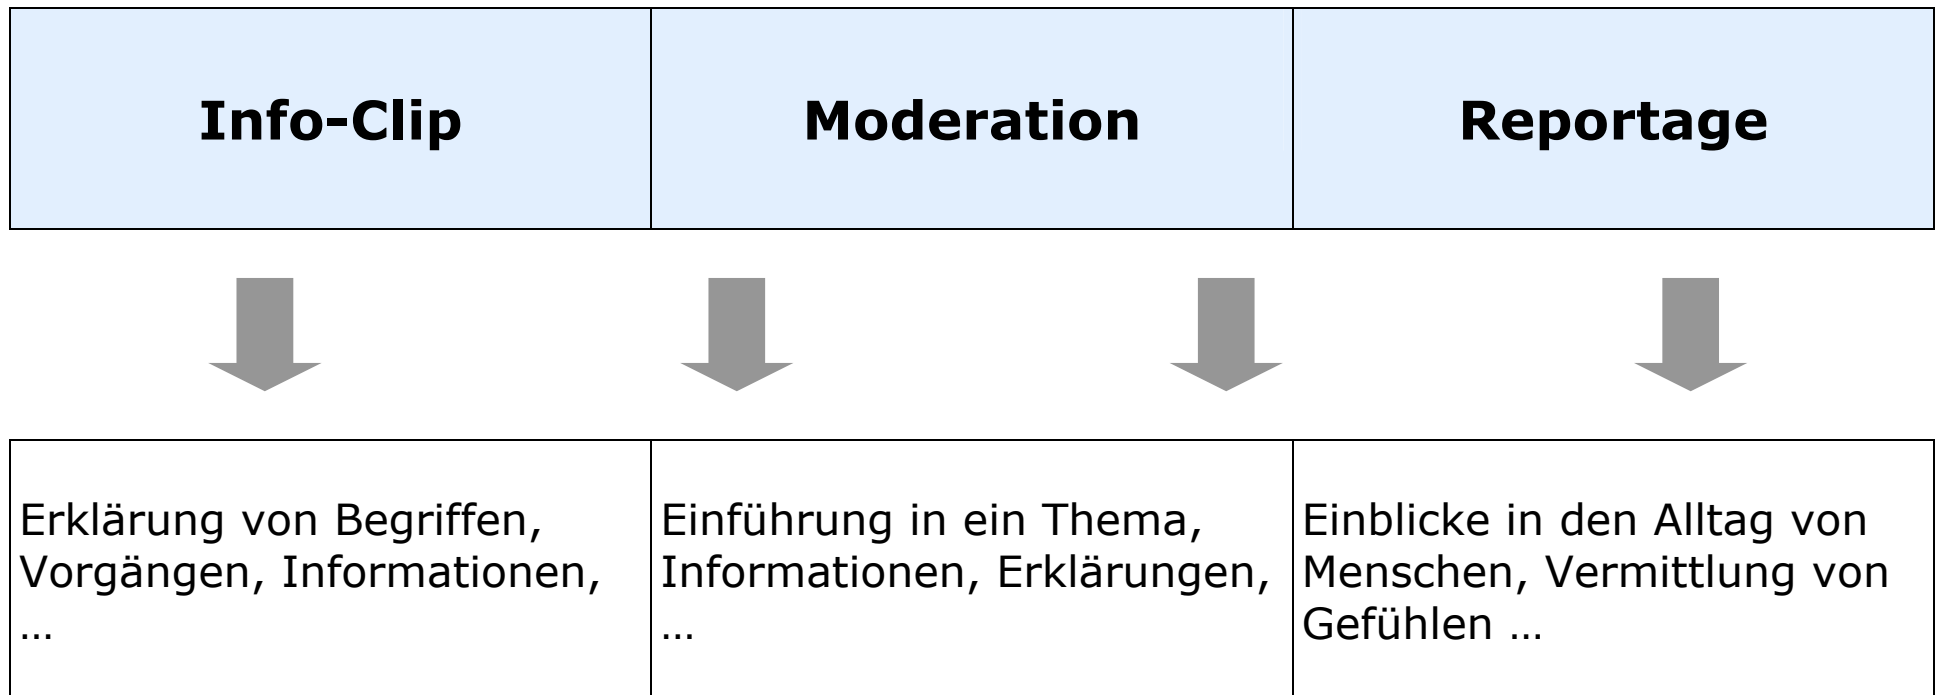 Info-Clip
Moderation
Reportage
Erklärung von Begriffen,
Vorgängen, Informationen,
…
Einführung in ein Thema,
Informationen, Erklärungen,
…
Einblicke in den Alltag von
Menschen, Vermittlung von
Gefühlen …